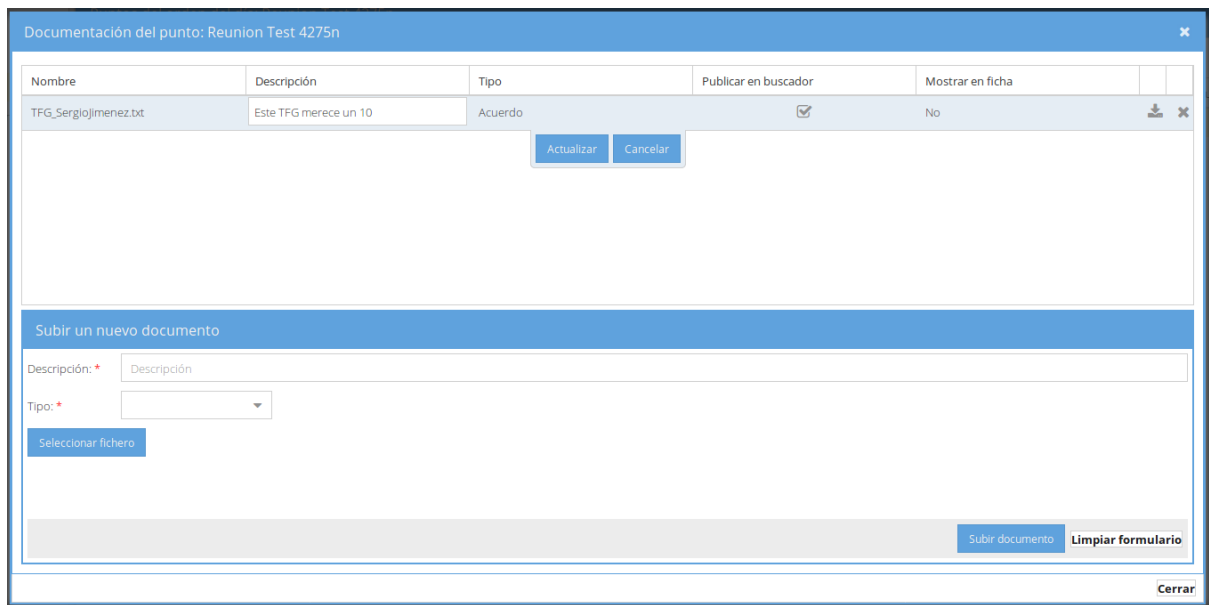 Documentación del punto: Reunion Test 4275n
Nombre Descripción Tipo Publicar en buscador Mostrar en ficha
TFG_SergioJimenez.txt Este TFG merece un 10 Acuerdo No
Actualizar Cancelar
Subir un nuevo documento
Descripción: * Descripción
Tipo: *
Seleccionar fichero
Subir documento Limpiar formulario
Cerrar